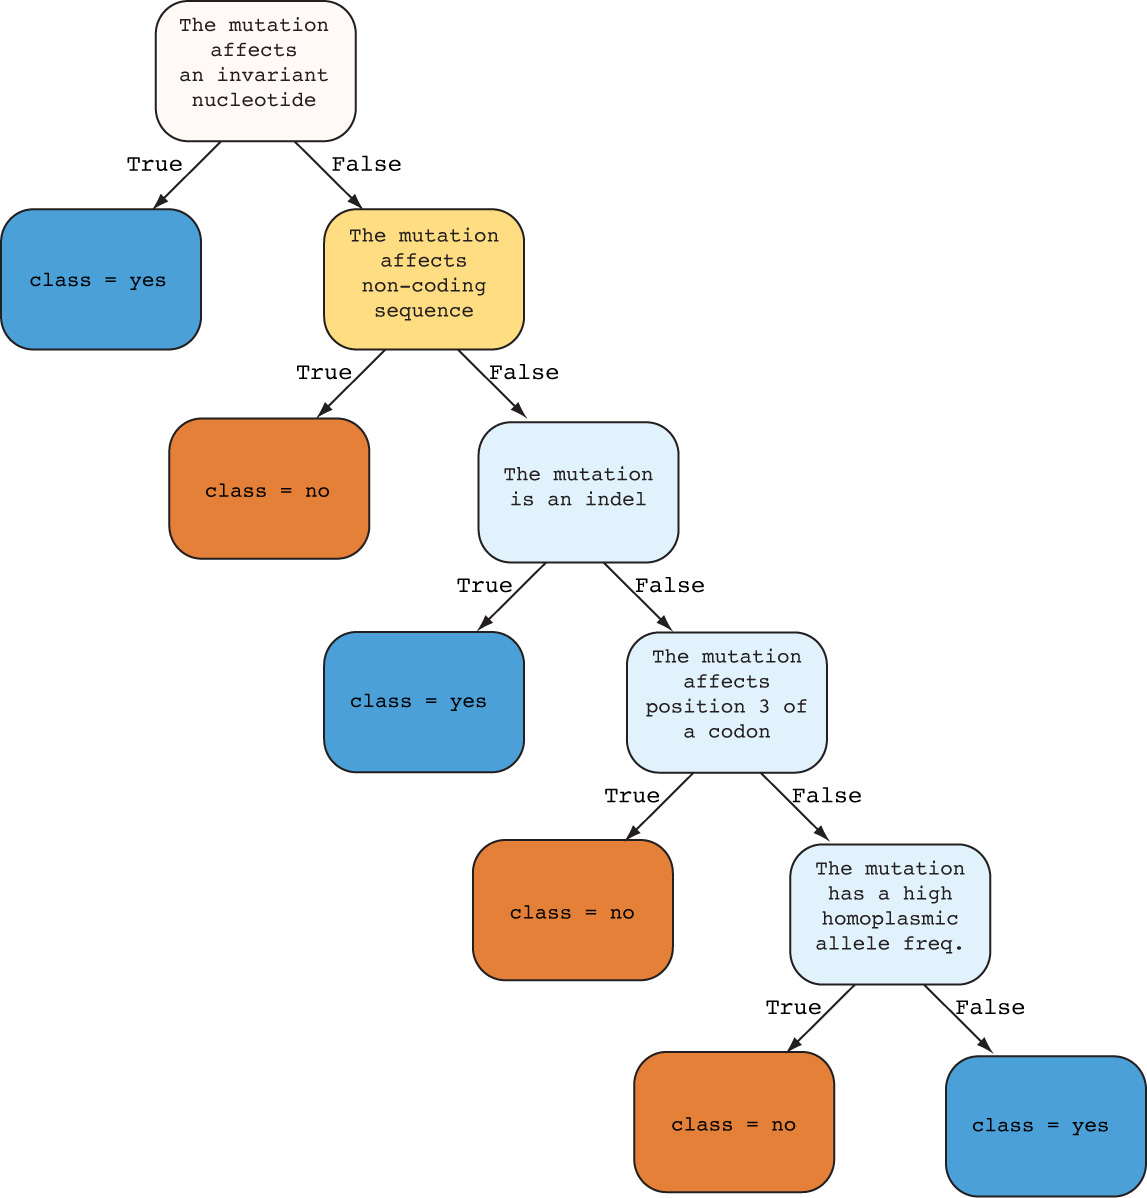 The mutation
affects
an invariant
nucleotide
True
False
class = yes
The mutation
affects
non-coding
sequence
True
False
class = no
The mutation
is an indel
True
False
class = yes
The mutation
affects
position 3 of
a codon
True
False
class = no
The mutation
has a high
homoplasmic
allele freq.
True
False
class = no
class = yes